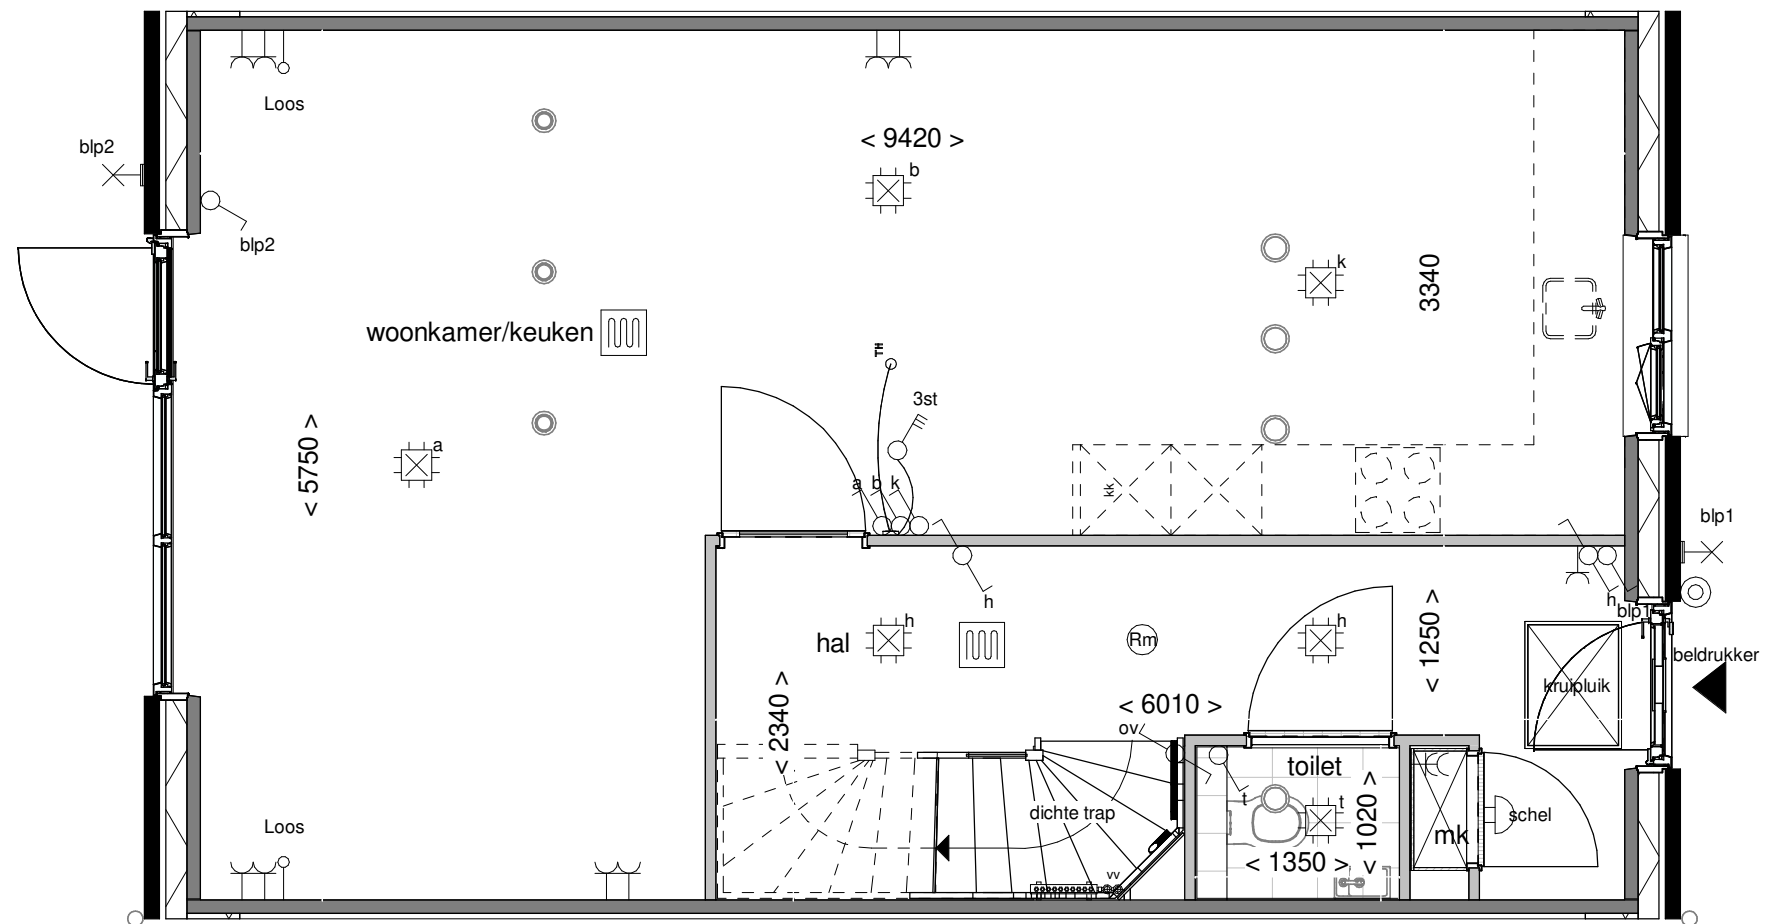 Loos
< 9420 >
blp2
b
blp2
k
3340
woonkamer/keuken
TH
3st
a
< 5750 >
a b k
kk
blp1
h
h
blp1
hal
h
Rm
h
< 1250 >
beldrukker
kruipluik
< 2340 >
< 6010 >
ov
toilet
t
t
< 1020 >
dichte trap
schel
mk
Loos
< 1350 >
vv